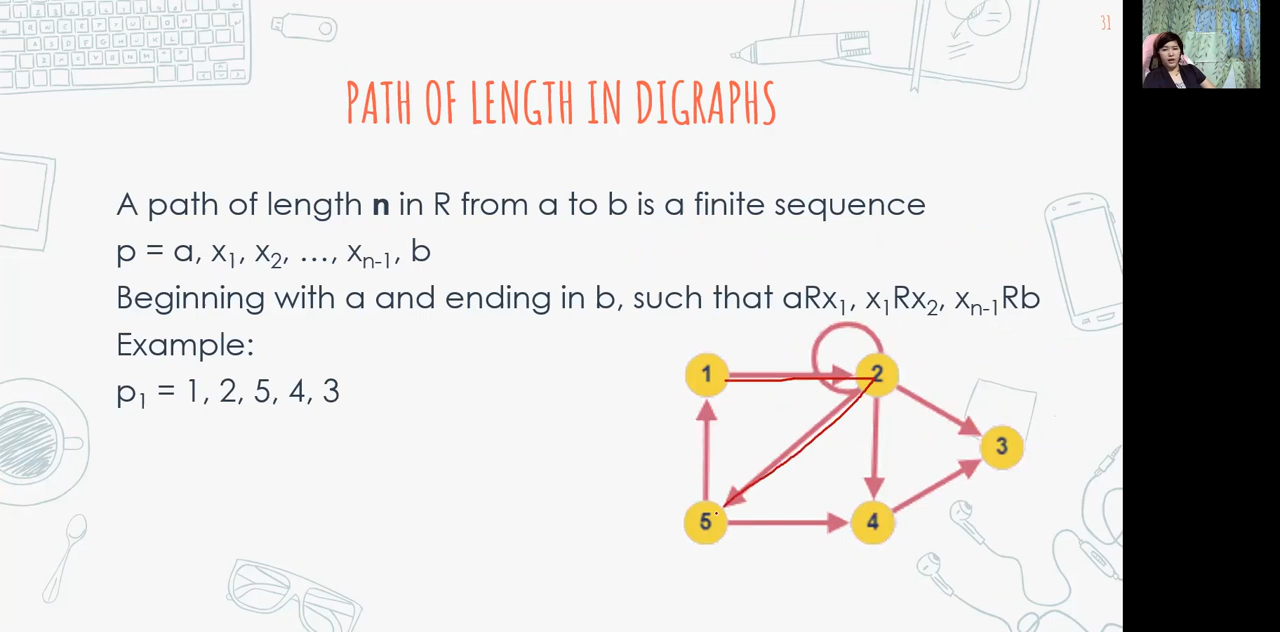 31
PATH OF LENGTH IN DIGRAPHS
A path of length n in R from a to b is a finite sequence
p = a, x₁, x₂, …, xₙ₋₁, b
Beginning with a and ending in b, such that aRx₁, x₁Rx₂, xₙ₋₁Rb
Example:
p₁ = 1, 2, 5, 4, 3
1 2
3
5 4